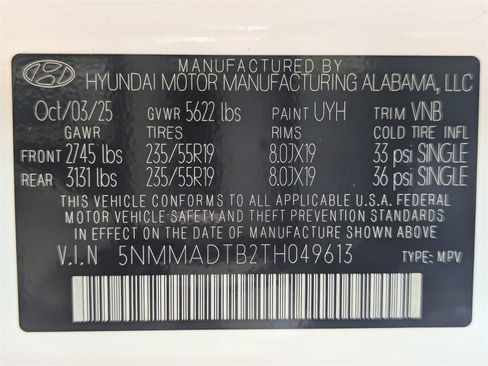 MANUFACTURED BY
HYUNDAI MOTOR MANUFACTURING ALABAMA, LLC
Oct/03/25 GVWR 5622 lbs PAINT UYH TRIM VNB
GAWR TIRES RIMS COLD TIRE INFL
FRONT 2745 lbs 235/55R19 8.0JX19 33 psi SINGLE
REAR 3131 lbs 235/55R19 8.0JX19 36 psi SINGLE
THIS VEHICLE CONFORMS TO ALL APPLICABLE U.S.A. FEDERAL
MOTOR VEHICLE SAFETY AND THEFT PREVENTION STANDARDS
IN EFFECT ON THE DATE OF MANUFACTURE SHOWN ABOVE.
V.I.N 5NMMADTB2TH049613 TYPE: MPV